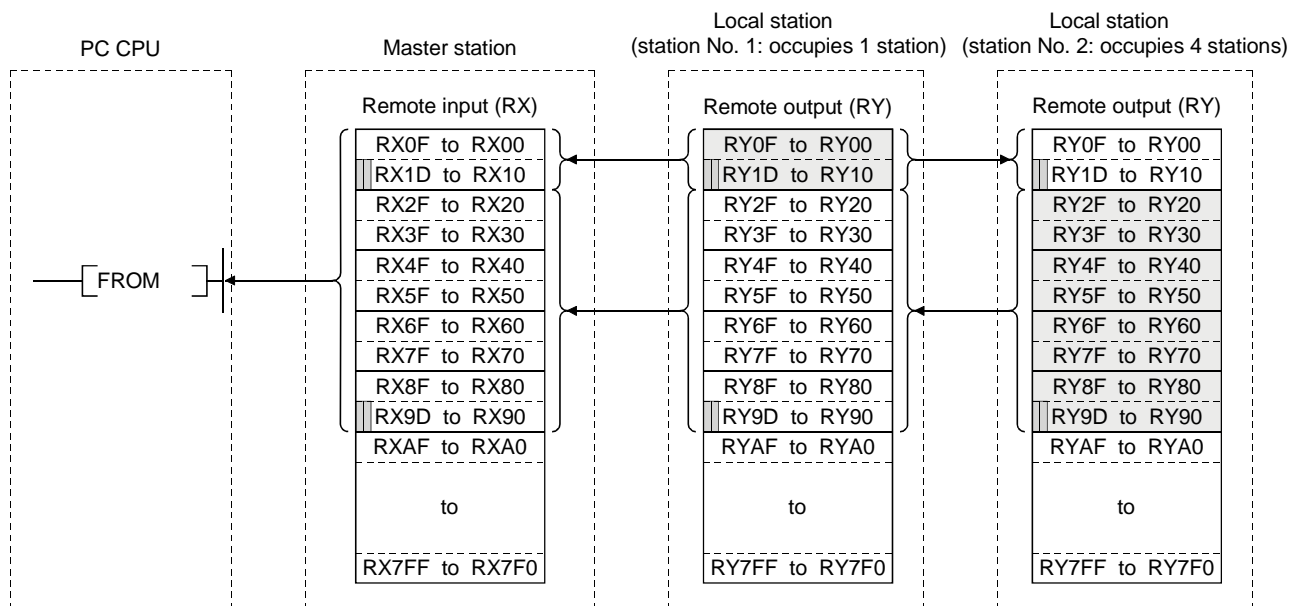 PC CPU
Master station
Local station
(station No. 1: occupies 1 station)
Local station
(station No. 2: occupies 4 stations)
FROM
Remote input (RX)
RX0F to RX00
RX1D to RX10
RX2F to RX20
RX3F to RX30
RX4F to RX40
RX5F to RX50
RX6F to RX60
RX7F to RX70
RX8F to RX80
RX9D to RX90
RXAF to RXA0
to
RX7FF to RX7F0
Remote output (RY)
RY0F to RY00
RY1D to RY10
RY2F to RY20
RY3F to RY30
RY4F to RY40
RY5F to RY50
RY6F to RY60
RY7F to RY70
RY8F to RY80
RY9D to RY90
RYAF to RYA0
to
RY7FF to RY7F0
Remote output (RY)
RY0F to RY00
RY1D to RY10
RY2F to RY20
RY3F to RY30
RY4F to RY40
RY5F to RY50
RY6F to RY60
RY7F to RY70
RY8F to RY80
RY9D to RY90
RYAF to RYA0
to
RY7FF to RY7F0